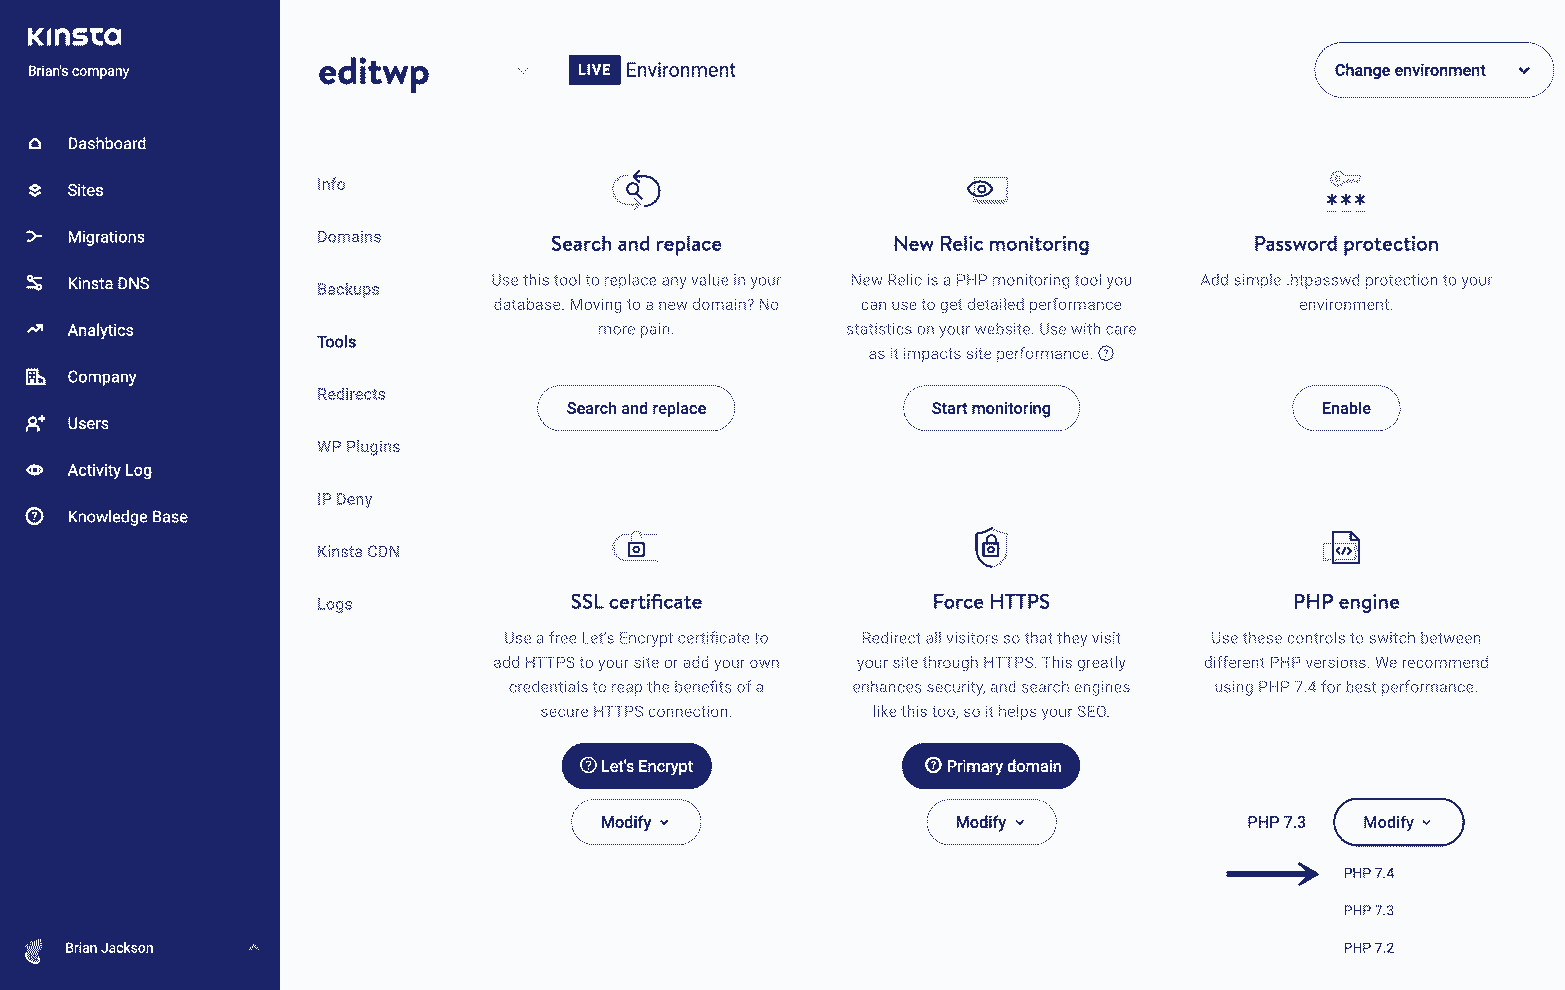 Kinsta
Brian's company
Dashboard
Sites
Migrations
Kinsta DNS
Analytics
Company
Users
Activity Log
Knowledge Base
Brian Jackson
editwp
LIVE Environment
Change environment
Info
Domains
Backups
Tools
Redirects
WP Plugins
IP Deny
Kinsta CDN
Logs
Search and replace
Use this tool to replace any value in your
database. Moving to a new domain? No
more pain.
Search and replace
New Relic monitoring
New Relic is a PHP monitoring tool you
can use to get detailed performance
statistics on your website. Use with care
as it impacts site performance.
Start monitoring
Password protection
Add simple .htpasswd protection to your
environment.
Enable
SSL certificate
Use a free Let's Encrypt certificate to
add HTTPS to your site or add your own
credentials to reap the benefits of a
secure HTTPS connection.
Let's Encrypt
Modify
Force HTTPS
Redirect all visitors so that they visit
your site through HTTPS. This greatly
enhances security, and search engines
like this too, so it helps your SEO.
Primary domain
Modify
PHP engine
Use these controls to switch between
different PHP versions. We recommend
using PHP 7.4 for best performance.
PHP 7.3
Modify
PHP 7.4
PHP 7.3
PHP 7.2